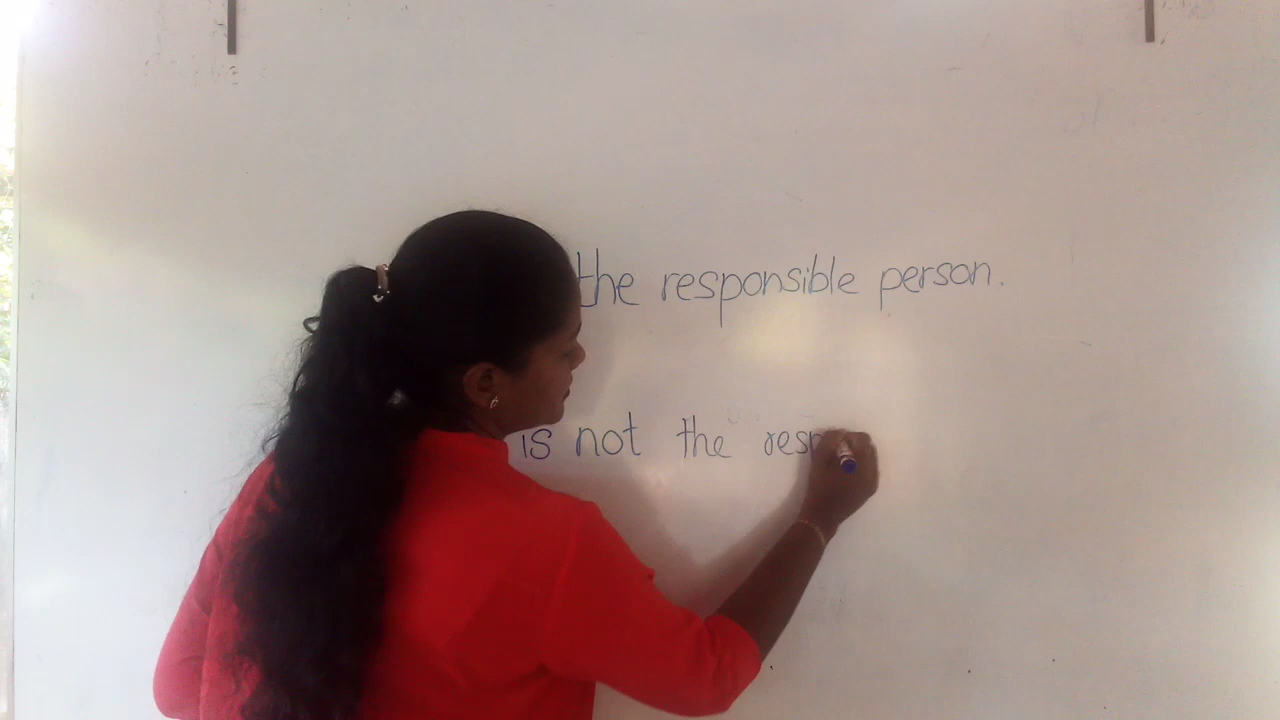 the responsible person.
is not the resp